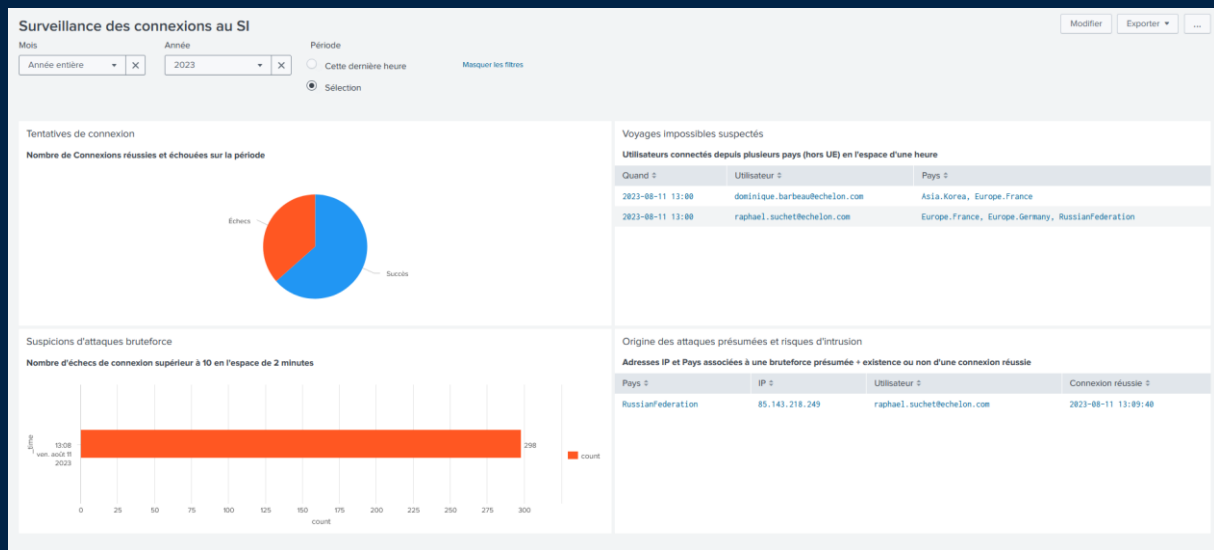 Surveillance des connexions au SI
Modifier
Exporter
...
Mois
Année
Période
Année entière
2023
Cette dernière heure
Masquer les filtres
Sélection
Tentatives de connexion
Nombre de Connexions réussies et échouées sur la période
Échecs
Succès
Voyages impossibles suspectés
Utilisateurs connectés depuis plusieurs pays (hors UE) en l'espace d'une heure
Quand Utilisateur Pays
2023-08-11 13:00 dominique.barbeau@echelon.com Asia.Korea, Europe.France
2023-08-11 13:00 raphael.suchet@echelon.com Europe.France, Europe.Germany, RussianFederation
Suspicions d'attaques bruteforce
Nombre d'échecs de connexion supérieur à 10 en l'espace de 2 minutes
_time
13:08
ven. août 11
2023
298
count
0 25 50 75 100 125 150 175 200 225 250 275 300
count
Origine des attaques présumées et risques d'intrusion
Adresses IP et Pays associées à une bruteforce présumée + existence ou non d'une connexion réussie
Pays IP Utilisateur Connexion réussie
RussianFederation 85.143.218.249 raphael.suchet@echelon.com 2023-08-11 13:09:40